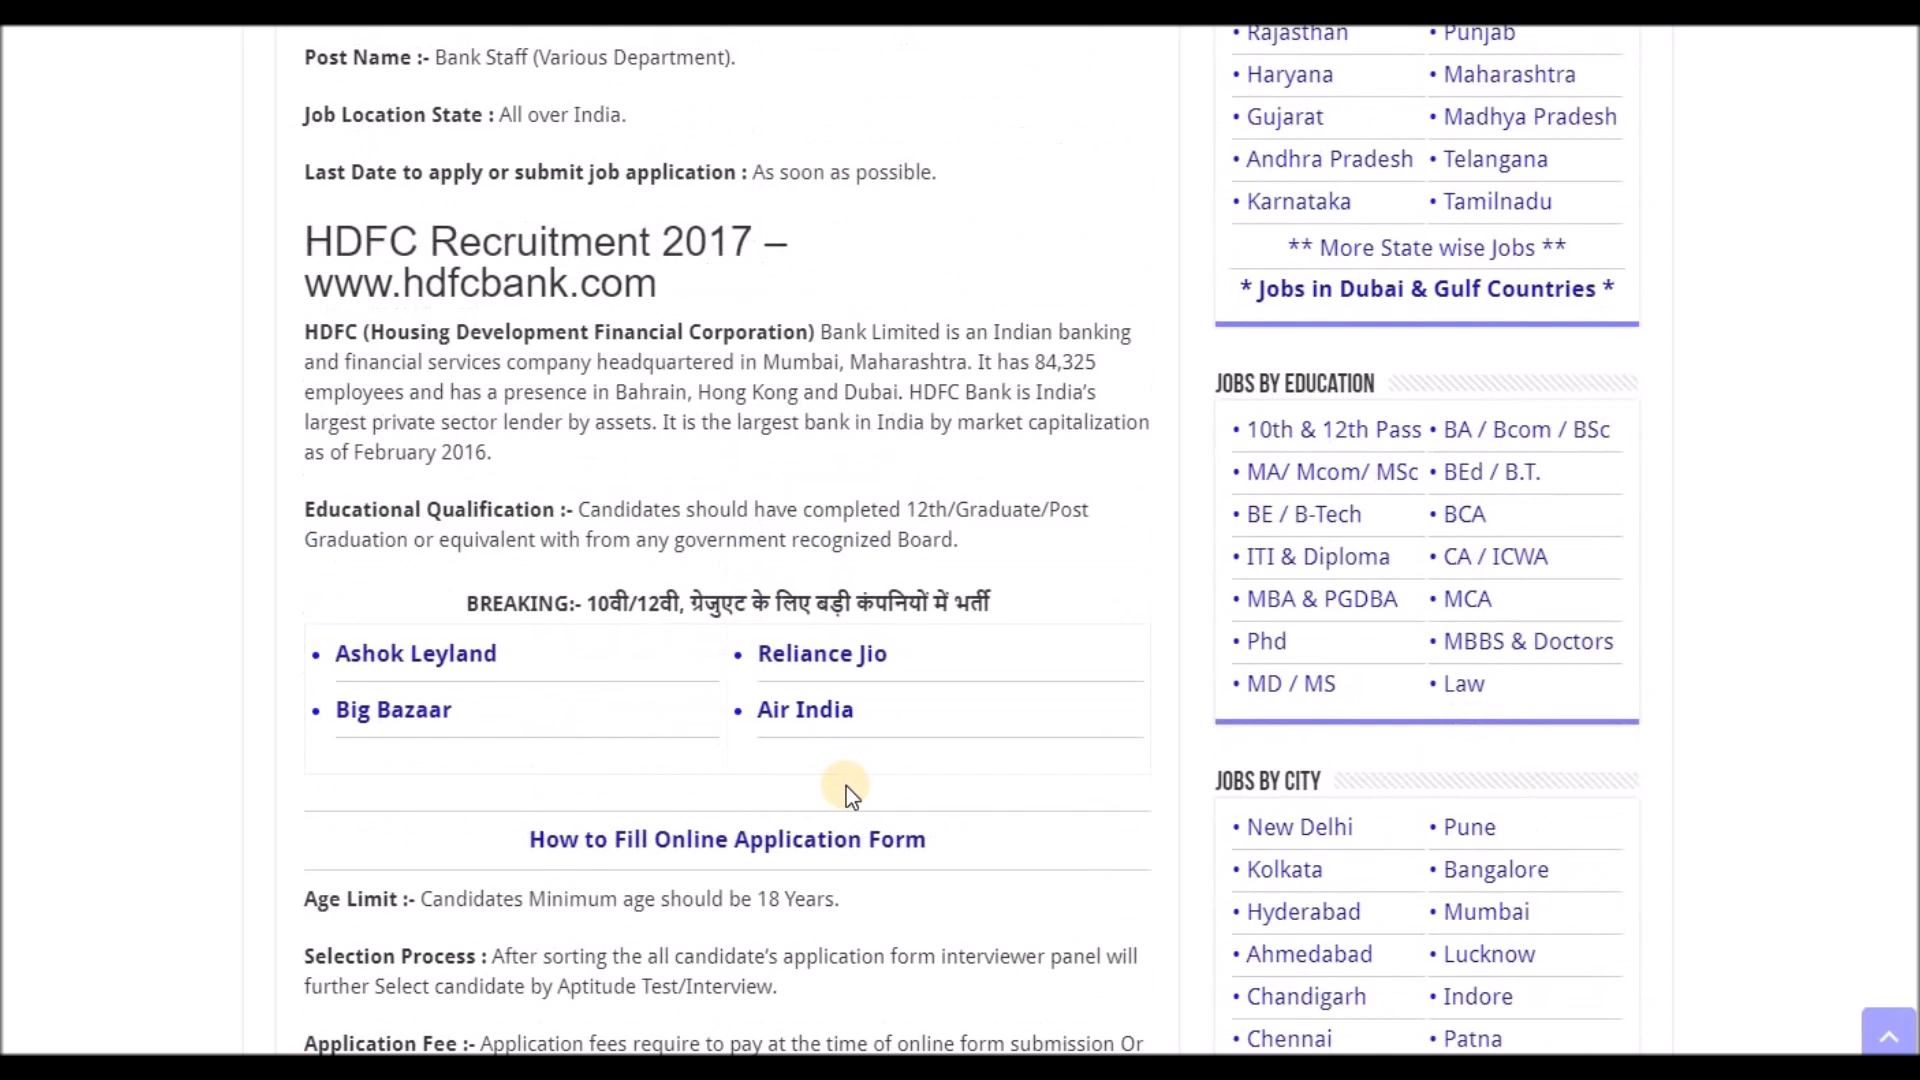 Post Name :- Bank Staff (Various Department).
Job Location State : All over India.
Last Date to apply or submit job application : As soon as possible.
HDFC Recruitment 2017 –
www.hdfcbank.com
HDFC (Housing Development Financial Corporation) Bank Limited is an Indian banking
and financial services company headquartered in Mumbai, Maharashtra. It has 84,325
employees and has a presence in Bahrain, Hong Kong and Dubai. HDFC Bank is India’s
largest private sector lender by assets. It is the largest bank in India by market capitalization
as of February 2016.
Educational Qualification :- Candidates should have completed 12th/Graduate/Post
Graduation or equivalent with from any government recognized Board.
BREAKING:- 10वी/12वी, ग्रेजुएट के लिए बड़ी कंपनियों में भर्ती
• Ashok Leyland
• Reliance Jio
• Big Bazaar
• Air India
How to Fill Online Application Form
Age Limit :- Candidates Minimum age should be 18 Years.
Selection Process : After sorting the all candidate’s application form interviewer panel will
further Select candidate by Aptitude Test/Interview.
Application Fee :- Application fees require to pay at the time of online form submission Or
• Rajasthan • Punjab
• Haryana • Maharashtra
• Gujarat • Madhya Pradesh
• Andhra Pradesh • Telangana
• Karnataka • Tamilnadu
** More State wise Jobs **
* Jobs in Dubai & Gulf Countries *
JOBS BY EDUCATION
• 10th & 12th Pass • BA / Bcom / BSc
• MA/ Mcom/ MSc • BEd / B.T.
• BE / B-Tech • BCA
• ITI & Diploma • CA / ICWA
• MBA & PGDBA • MCA
• Phd • MBBS & Doctors
• MD / MS • Law
JOBS BY CITY
• New Delhi • Pune
• Kolkata • Bangalore
• Hyderabad • Mumbai
• Ahmedabad • Lucknow
• Chandigarh • Indore
• Chennai • Patna